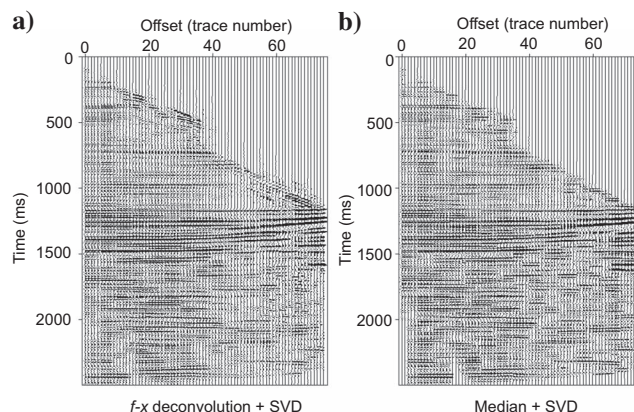 a)
Offset (trace number)
0 20 40 60
0
500
1000
1500
2000
Time (ms)
f-x deconvolution + SVD
b)
Offset (trace number)
0 20 40 60
0
500
1000
1500
2000
Time (ms)
Median + SVD